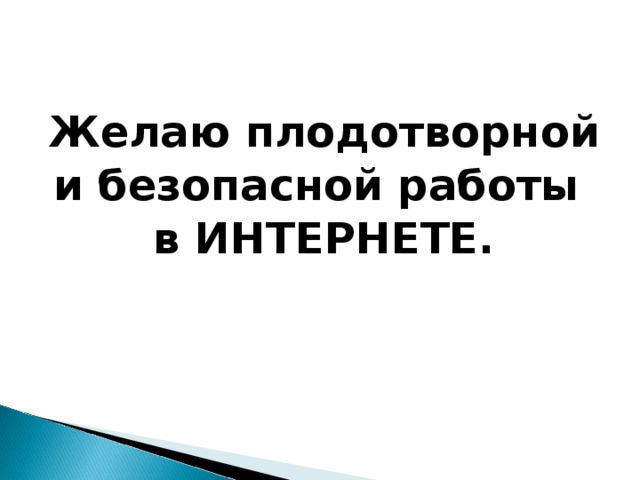 Желаю плодотворной
и безопасной работы
в ИНТЕРНЕТЕ.